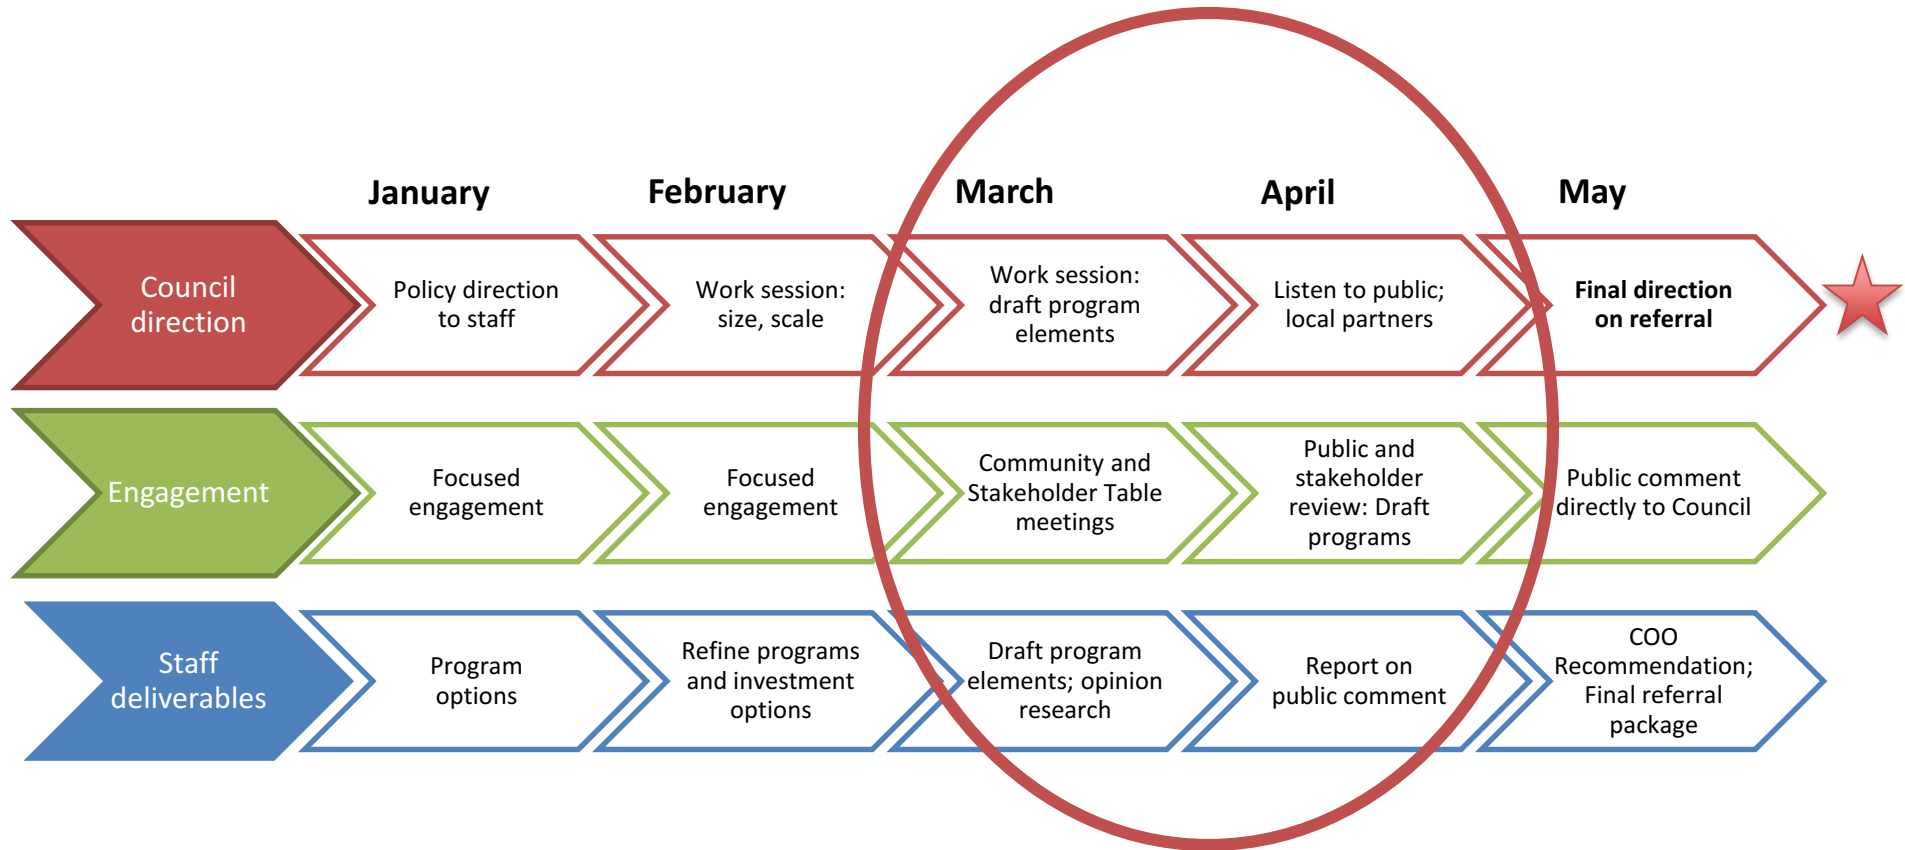 January
February
March
April
May
Council
direction
Policy direction
to staff
Work session:
size, scale
Work session:
draft program
elements
Listen to public;
local partners
Final direction
on referral
Engagement
Focused
engagement
Focused
engagement
Community and
Stakeholder Table
meetings
Public and
stakeholder
review: Draft
programs
Public comment
directly to Council
Staff
deliverables
Program
options
Refine programs
and investment
options
Draft program
elements; opinion
research
Report on
public comment
COO
Recommendation;
Final referral
package